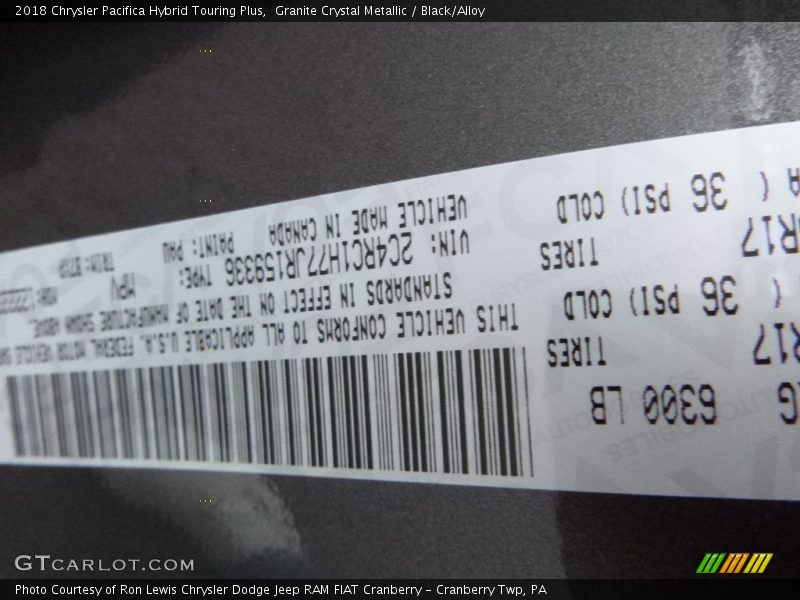 2018 Chrysler Pacifica Hybrid Touring Plus, Granite Crystal Metallic / Black/Alloy
G 6300 LB
R17 TIRES
( 36 PSI) COLD
R17 TIRES
A ( 36 PSI) COLD
THIS VEHICLE CONFORMS TO ALL APPLICABLE U.S.A. FEDERAL MOTOR VEHICLE
STANDARDS IN EFFECT ON THE DATE OF MANUFACTURE SHOWN ABOVE.
VIN: 2C4RC1H77JR159336 TYPE: MPV MDH:
VEHICLE MADE IN CANADA PAINT: PAU TRIM:
GTCARLOT.COM
Photo Courtesy of Ron Lewis Chrysler Dodge Jeep RAM FIAT Cranberry – Cranberry Twp, PA